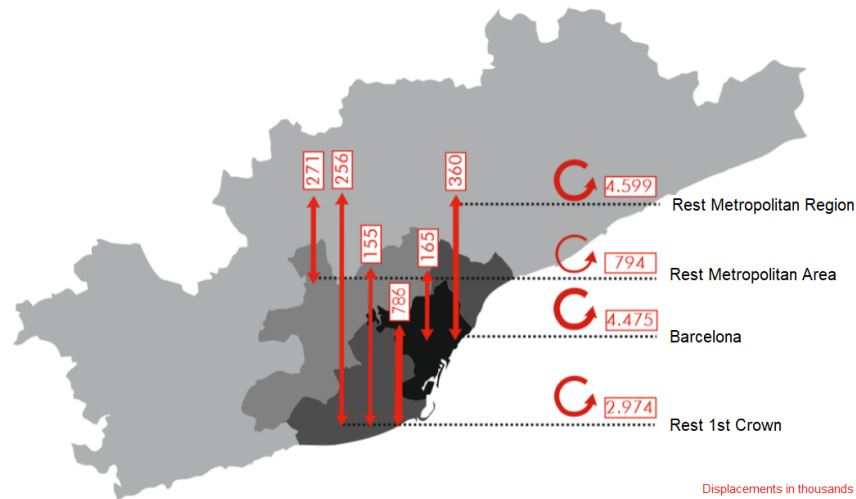 271
256
360
4.599
Rest Metropolitan Region
155
165
794
Rest Metropolitan Area
786
4.475
Barcelona
2.974
Rest 1st Crown
Displacements in thousands